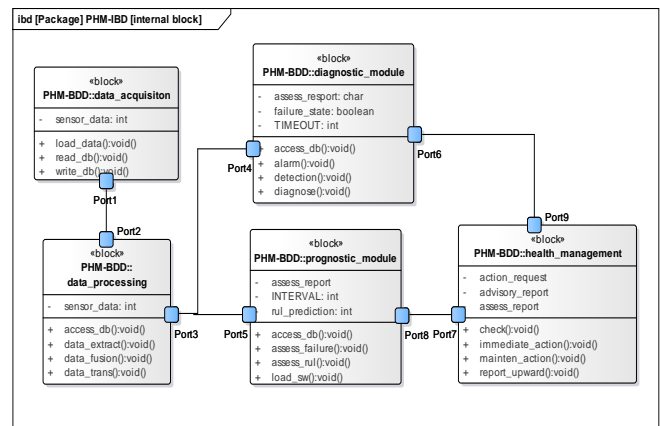 ibd [Package] PHM-IBD [internal block]
«block»
PHM-BDD::data_acquisiton
- sensor_data: int
+ load_data():void()
+ read_db():void()
+ write_db():void()
Port1
Port2
«block»
PHM-BDD::
data_processing
- sensor_data: int
+ access_db():void()
+ data_extract():void()
+ data_fusion():void()
+ data_trans():void()
Port3
«block»
PHM-BDD::diagnostic_module
- assess_resport: char
- failure_state: boolean
- TIMEOUT: int
+ access_db():void()
+ alarm():void()
+ detection():void()
+ diagnose():void()
Port4
Port6
«block»
PHM-BDD::prognostic_module
- assess_report
- INTERVAL: int
- rul_prediction: int
+ access_db():void()
+ assess_failure():void()
+ assess_rul():void()
+ load_sw():void()
Port5
Port8
Port9
«block»
PHM-BDD::health_management
- action_request
- advisory_report
- assess_report
+ check():void()
+ immediate_action():void()
+ mainten_action():void()
+ report_upward():void()
Port7